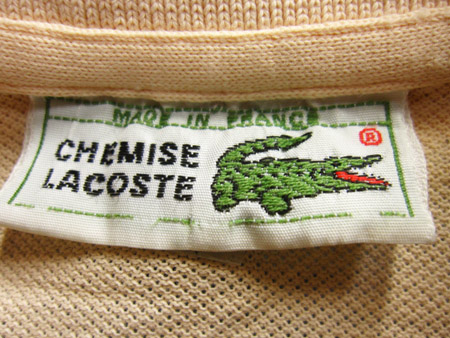 MADE IN FRANCE
CHEMISE
LACOSTE
®